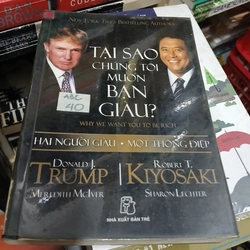 NEW YORK TIMES BESTSELLING AUTHORS
TẠI SAO
CHÚNG TÔI
MUỐN
BẠN
GIÀU?
WHY WE WANT YOU TO BE RICH
40
HAI NGƯỜI GIÀU • MỘT THÔNG ĐIỆP
DONALD J.
TRUMP
MEREDITH MCIVER
ROBERT T.
KIYOSAKI
SHARON LECHTER
NHÀ XUẤT BẢN TRẺ